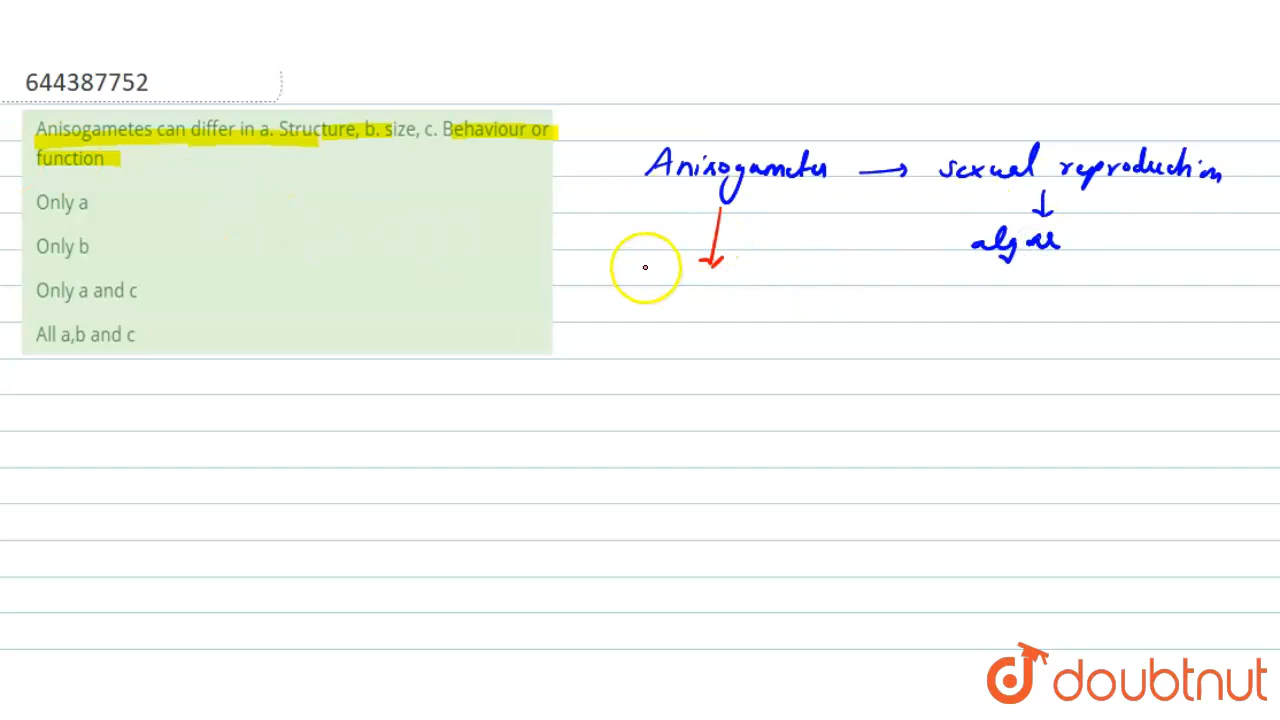 644387752
Anisogametes can differ in a. Structure, b. size, c. Behaviour or
function
Only a
Only b
Only a and c
All a,b and c
Anisogametes → sexual reproduction
↓
algae
doubtnut